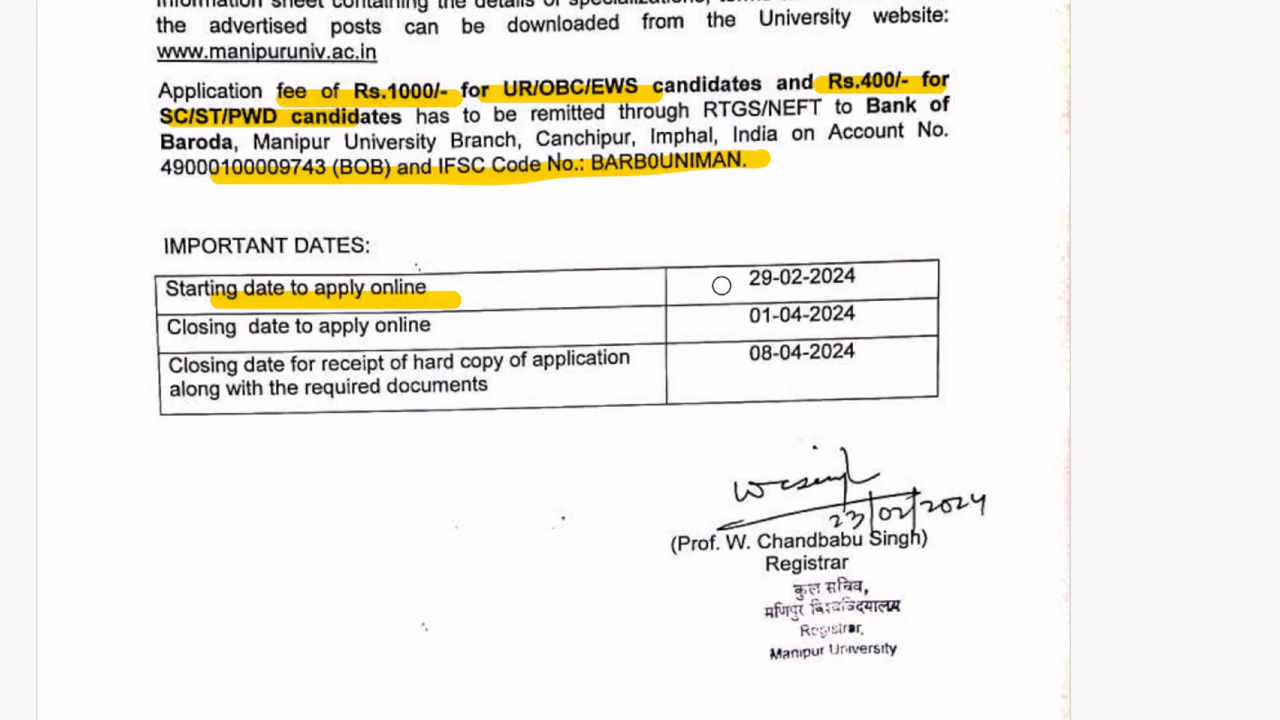 the advertised posts can be downloaded from the University website:
www.manipuruniv.ac.in
Application fee of Rs.1000/- for UR/OBC/EWS candidates and Rs.400/- for
SC/ST/PWD candidates has to be remitted through RTGS/NEFT to Bank of
Baroda, Manipur University Branch, Canchipur, Imphal, India on Account No.
49000100009743 (BOB) and IFSC Code No.: BARB0UNIMAN.
IMPORTANT DATES:
Starting date to apply online 29-02-2024
Closing date to apply online 01-04-2024
Closing date for receipt of hard copy of application 08-04-2024
along with the required documents
23/02/2024
(Prof. W. Chandbabu Singh)
Registrar
कुल सचिव,
मणिपुर विश्वविद्यालय
Registrar,
Manipur University